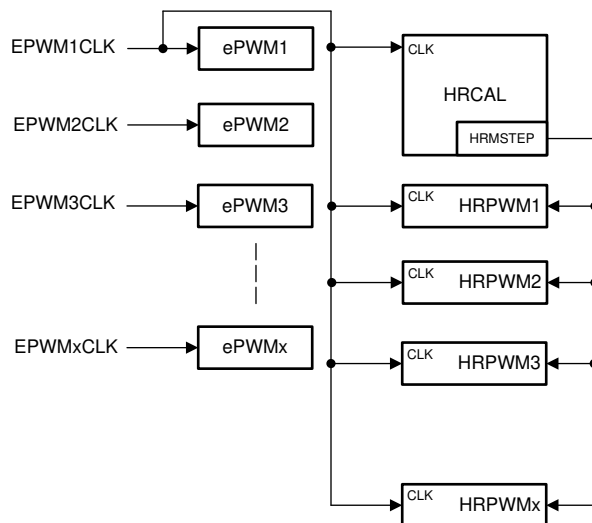 EPWM1CLK
ePWM1
CLK
HRCAL
HRMSTEP
EPWM2CLK
ePWM2
EPWM3CLK
ePWM3
CLK
HRPWM1
CLK
HRPWM2
EPWMxCLK
ePWMx
CLK
HRPWM3
CLK
HRPWMx